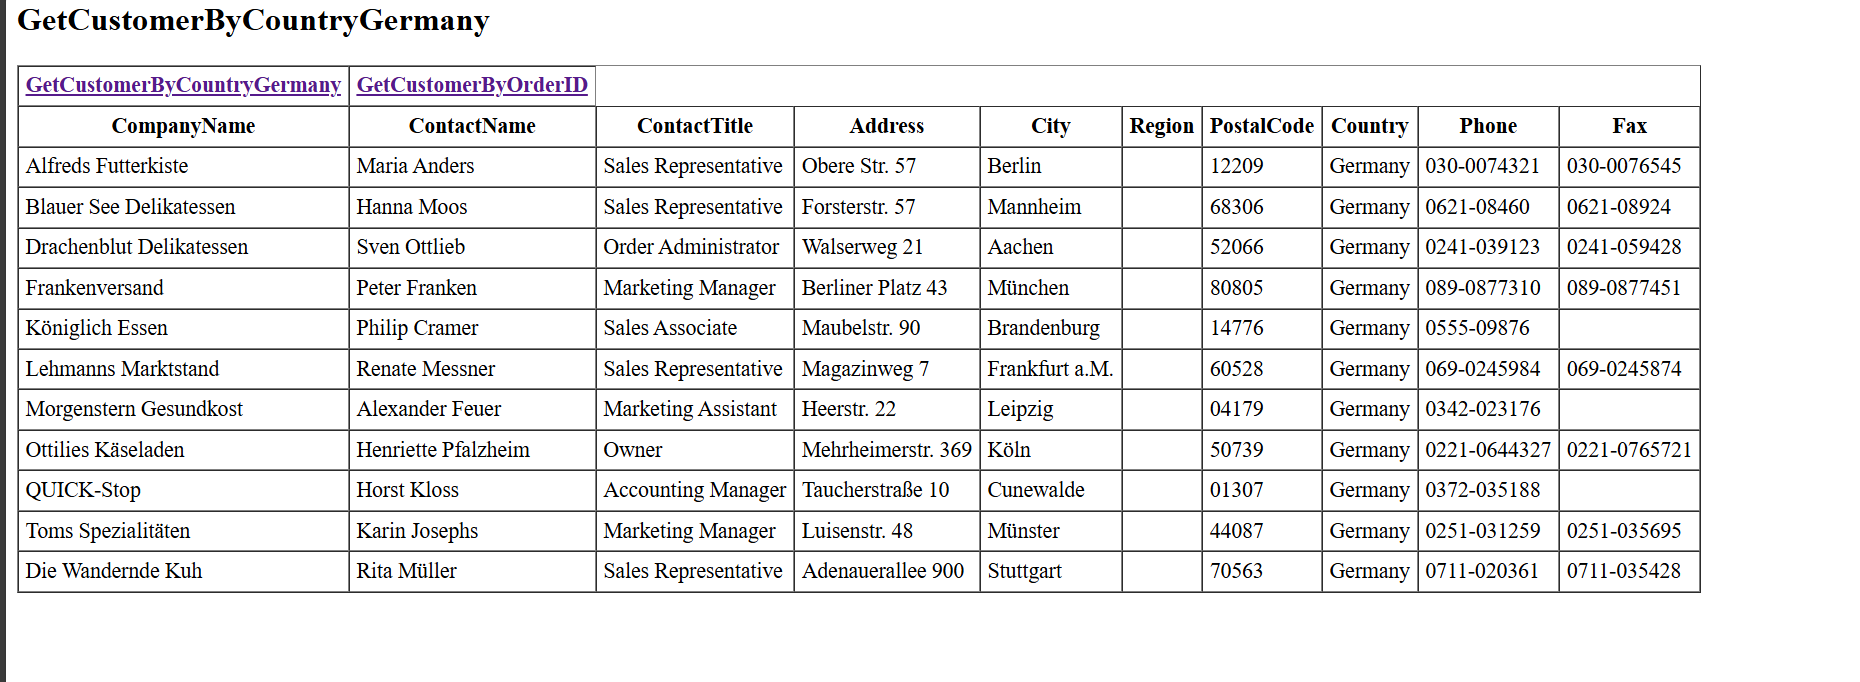 GetCustomerByCountryGermany
GetCustomerByCountryGermany GetCustomerByOrderID
CompanyName ContactName ContactTitle Address City Region PostalCode Country Phone Fax
Alfreds Futterkiste Maria Anders Sales Representative Obere Str. 57 Berlin 12209 Germany 030-0074321 030-0076545
Blauer See Delikatessen Hanna Moos Sales Representative Forsterstr. 57 Mannheim 68306 Germany 0621-08460 0621-08924
Drachenblut Delikatessen Sven Ottlieb Order Administrator Walserweg 21 Aachen 52066 Germany 0241-039123 0241-059428
Frankenversand Peter Franken Marketing Manager Berliner Platz 43 München 80805 Germany 089-0877310 089-0877451
Königlich Essen Philip Cramer Sales Associate Maubelstr. 90 Brandenburg 14776 Germany 0555-09876
Lehmanns Marktstand Renate Messner Sales Representative Magazinweg 7 Frankfurt a.M. 60528 Germany 069-0245984 069-0245874
Morgenstern Gesundkost Alexander Feuer Marketing Assistant Heerstr. 22 Leipzig 04179 Germany 0342-023176
Ottilies Käseladen Henriette Pfalzheim Owner Mehrheimerstr. 369 Köln 50739 Germany 0221-0644327 0221-0765721
QUICK-Stop Horst Kloss Accounting Manager Taucherstraße 10 Cunewalde 01307 Germany 0372-035188
Toms Spezialitäten Karin Josephs Marketing Manager Luisenstr. 48 Münster 44087 Germany 0251-031259 0251-035695
Die Wandernde Kuh Rita Müller Sales Representative Adenauerallee 900 Stuttgart 70563 Germany 0711-020361 0711-035428